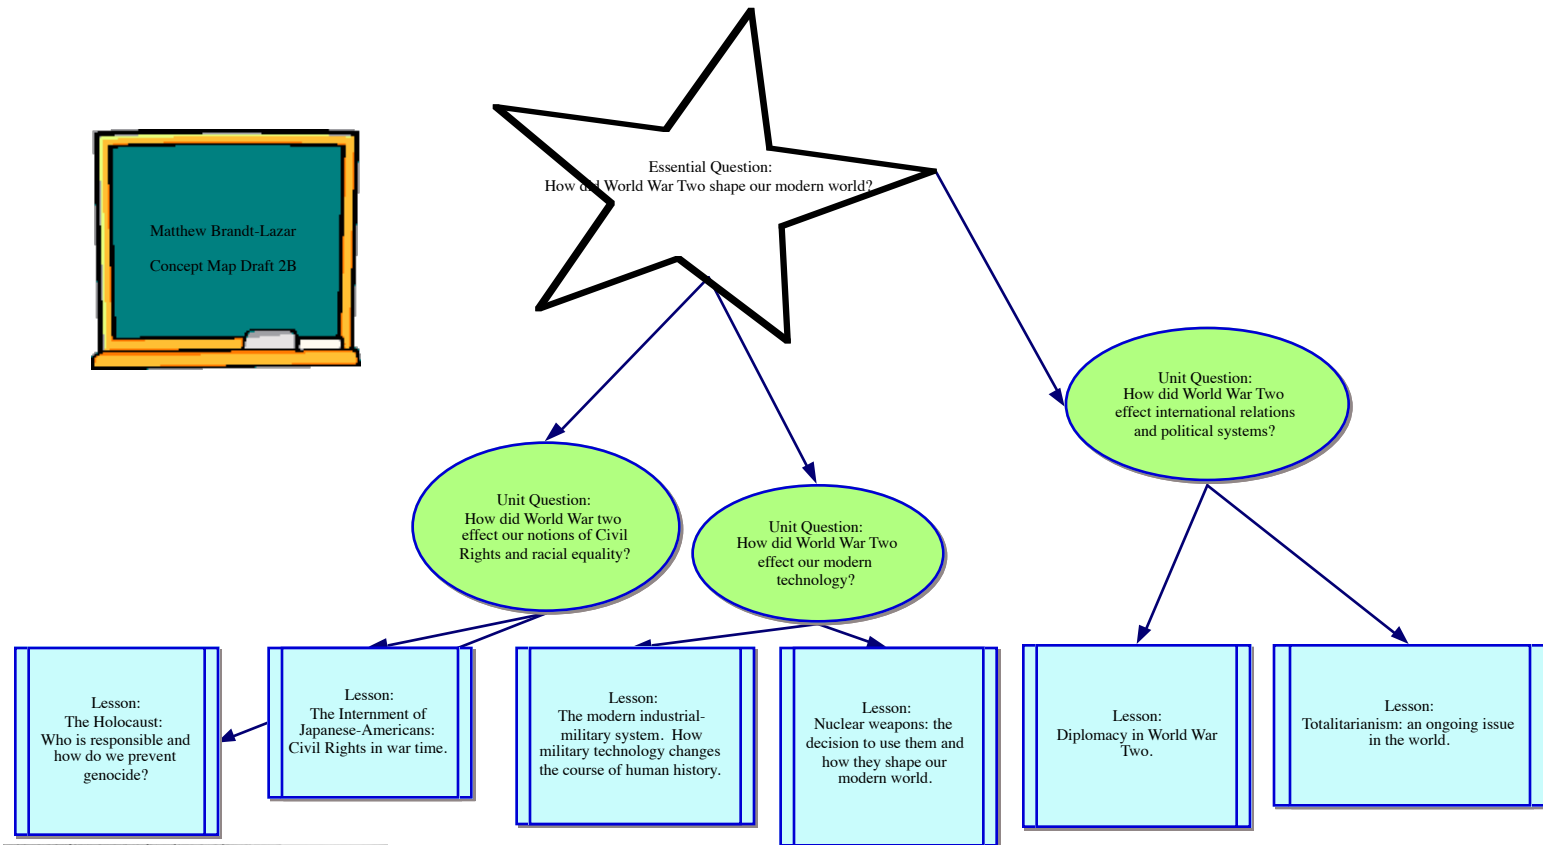 Essential Question:
How did World War Two shape our modern world?
Matthew Brandt-Lazar
Concept Map Draft 2B
Unit Question:
How did World War Two
effect international relations
and political systems?
Unit Question:
How did World War two
effect our notions of Civil
Rights and racial equality?
Unit Question:
How did World War Two
effect our modern
technology?
Lesson:
The Holocaust:
Who is responsible and
how do we prevent
genocide?
Lesson:
The Internment of
Japanese-Americans:
Civil Rights in war time.
Lesson:
The modern industrial-
military system.  How
military technology changes
the course of human history.
Lesson:
Nuclear weapons: the
decision to use them and
how they shape our
modern world.
Lesson:
Diplomacy in World War
Two.
Lesson:
Totalitarianism: an ongoing issue
in the world.